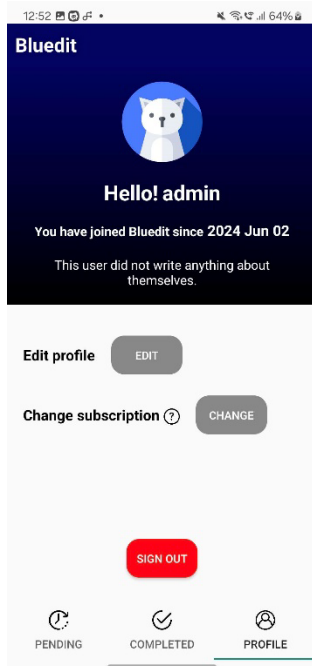 12:52 64%
Bluedit
Hello! admin
You have joined Bluedit since 2024 Jun 02
This user did not write anything about
themselves.
Edit profile EDIT
Change subscription ? CHANGE
SIGN OUT
PENDING COMPLETED PROFILE